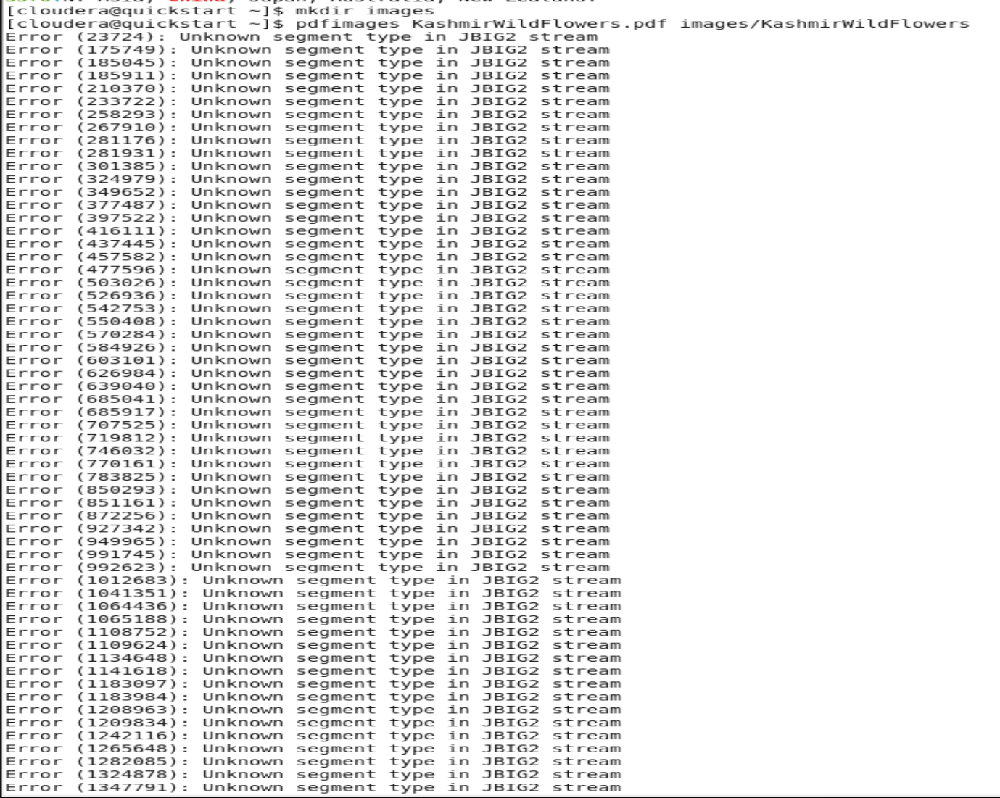 [cloudera@quickstart ~]$ mkdir images
[cloudera@quickstart ~]$ pdfimages KashmirWildFlowers.pdf images/KashmirWildFlowers
Error (23724): Unknown segment type in JBIG2 stream
Error (175749): Unknown segment type in JBIG2 stream
Error (185045): Unknown segment type in JBIG2 stream
Error (185911): Unknown segment type in JBIG2 stream
Error (210370): Unknown segment type in JBIG2 stream
Error (233722): Unknown segment type in JBIG2 stream
Error (258293): Unknown segment type in JBIG2 stream
Error (267910): Unknown segment type in JBIG2 stream
Error (281176): Unknown segment type in JBIG2 stream
Error (281931): Unknown segment type in JBIG2 stream
Error (301385): Unknown segment type in JBIG2 stream
Error (324979): Unknown segment type in JBIG2 stream
Error (349652): Unknown segment type in JBIG2 stream
Error (377487): Unknown segment type in JBIG2 stream
Error (397522): Unknown segment type in JBIG2 stream
Error (416111): Unknown segment type in JBIG2 stream
Error (437445): Unknown segment type in JBIG2 stream
Error (457582): Unknown segment type in JBIG2 stream
Error (477596): Unknown segment type in JBIG2 stream
Error (503026): Unknown segment type in JBIG2 stream
Error (526936): Unknown segment type in JBIG2 stream
Error (542753): Unknown segment type in JBIG2 stream
Error (550408): Unknown segment type in JBIG2 stream
Error (570284): Unknown segment type in JBIG2 stream
Error (584926): Unknown segment type in JBIG2 stream
Error (603101): Unknown segment type in JBIG2 stream
Error (626984): Unknown segment type in JBIG2 stream
Error (639040): Unknown segment type in JBIG2 stream
Error (685041): Unknown segment type in JBIG2 stream
Error (685917): Unknown segment type in JBIG2 stream
Error (707525): Unknown segment type in JBIG2 stream
Error (719812): Unknown segment type in JBIG2 stream
Error (746032): Unknown segment type in JBIG2 stream
Error (770161): Unknown segment type in JBIG2 stream
Error (783825): Unknown segment type in JBIG2 stream
Error (850293): Unknown segment type in JBIG2 stream
Error (851161): Unknown segment type in JBIG2 stream
Error (872256): Unknown segment type in JBIG2 stream
Error (927342): Unknown segment type in JBIG2 stream
Error (949965): Unknown segment type in JBIG2 stream
Error (991745): Unknown segment type in JBIG2 stream
Error (992623): Unknown segment type in JBIG2 stream
Error (1012683): Unknown segment type in JBIG2 stream
Error (1041351): Unknown segment type in JBIG2 stream
Error (1064436): Unknown segment type in JBIG2 stream
Error (1065188): Unknown segment type in JBIG2 stream
Error (1108752): Unknown segment type in JBIG2 stream
Error (1109624): Unknown segment type in JBIG2 stream
Error (1134648): Unknown segment type in JBIG2 stream
Error (1141618): Unknown segment type in JBIG2 stream
Error (1183097): Unknown segment type in JBIG2 stream
Error (1183984): Unknown segment type in JBIG2 stream
Error (1208963): Unknown segment type in JBIG2 stream
Error (1209834): Unknown segment type in JBIG2 stream
Error (1242116): Unknown segment type in JBIG2 stream
Error (1265648): Unknown segment type in JBIG2 stream
Error (1282085): Unknown segment type in JBIG2 stream
Error (1324878): Unknown segment type in JBIG2 stream
Error (1347791): Unknown segment type in JBIG2 stream